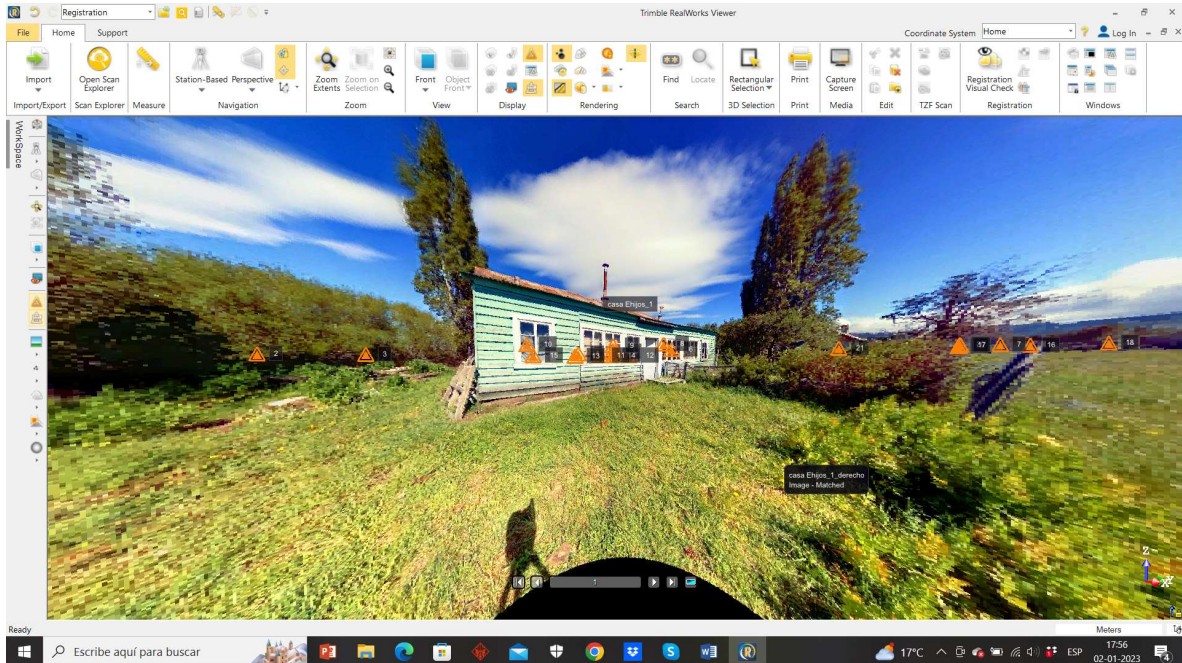 Registration
Trimble RealWorks Viewer
File Home Support
Coordinate System Home Log In
Import
Open Scan Explorer
Station-Based Perspective
Zoom Extents
Zoom on Selection
Front
Object Front
Find Locate
Rectangular Selection
Print
Capture Screen
Registration Visual Check
Import/Export Scan Explorer Measure Navigation Zoom View Display Rendering Search 3D Selection Print Media Edit TZF Scan Registration Windows
WorkSpace
casa Ehijos_1
2 3 10 15 13 9 11 14 12 8 21 7 16 18
casa Ehijos_1_derecho
Image - Matched
1
Z
Ready
Meters
Escribe aquí para buscar
17°C
ESP
17:56
02-01-2023
4